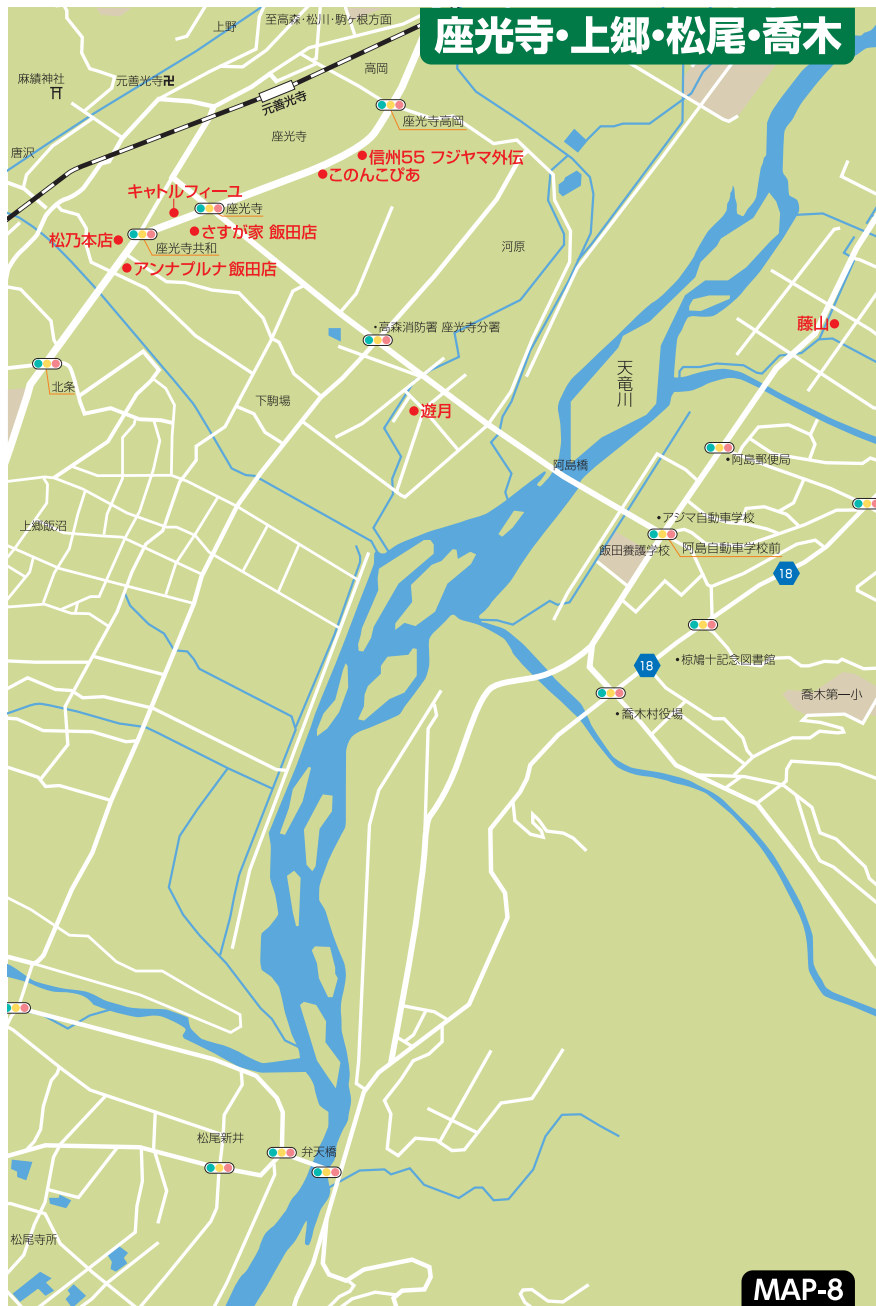 座光寺・上郷・松尾・喬木
至高森・松川・駒ヶ根方面
上野
高岡
麻績神社
元善光寺卍
元善光寺
座光寺高岡
座光寺
唐沢
信州55 フジヤマ外伝
このんこぴあ
キャトルフィーユ
座光寺
さすが家 飯田店
松乃本店
座光寺共和
河原
アンナプルナ 飯田店
藤山
・高森消防署 座光寺分署
天竜川
北条
下駒場
遊月
・阿島郵便局
阿島橋
・アジマ自動車学校
上郷飯沼
飯田養護学校
阿島自動車学校前
18
18
・椋鳩十記念図書館
喬木第一小
・喬木村役場
松尾新井
弁天橋
松尾寺所
MAP-8